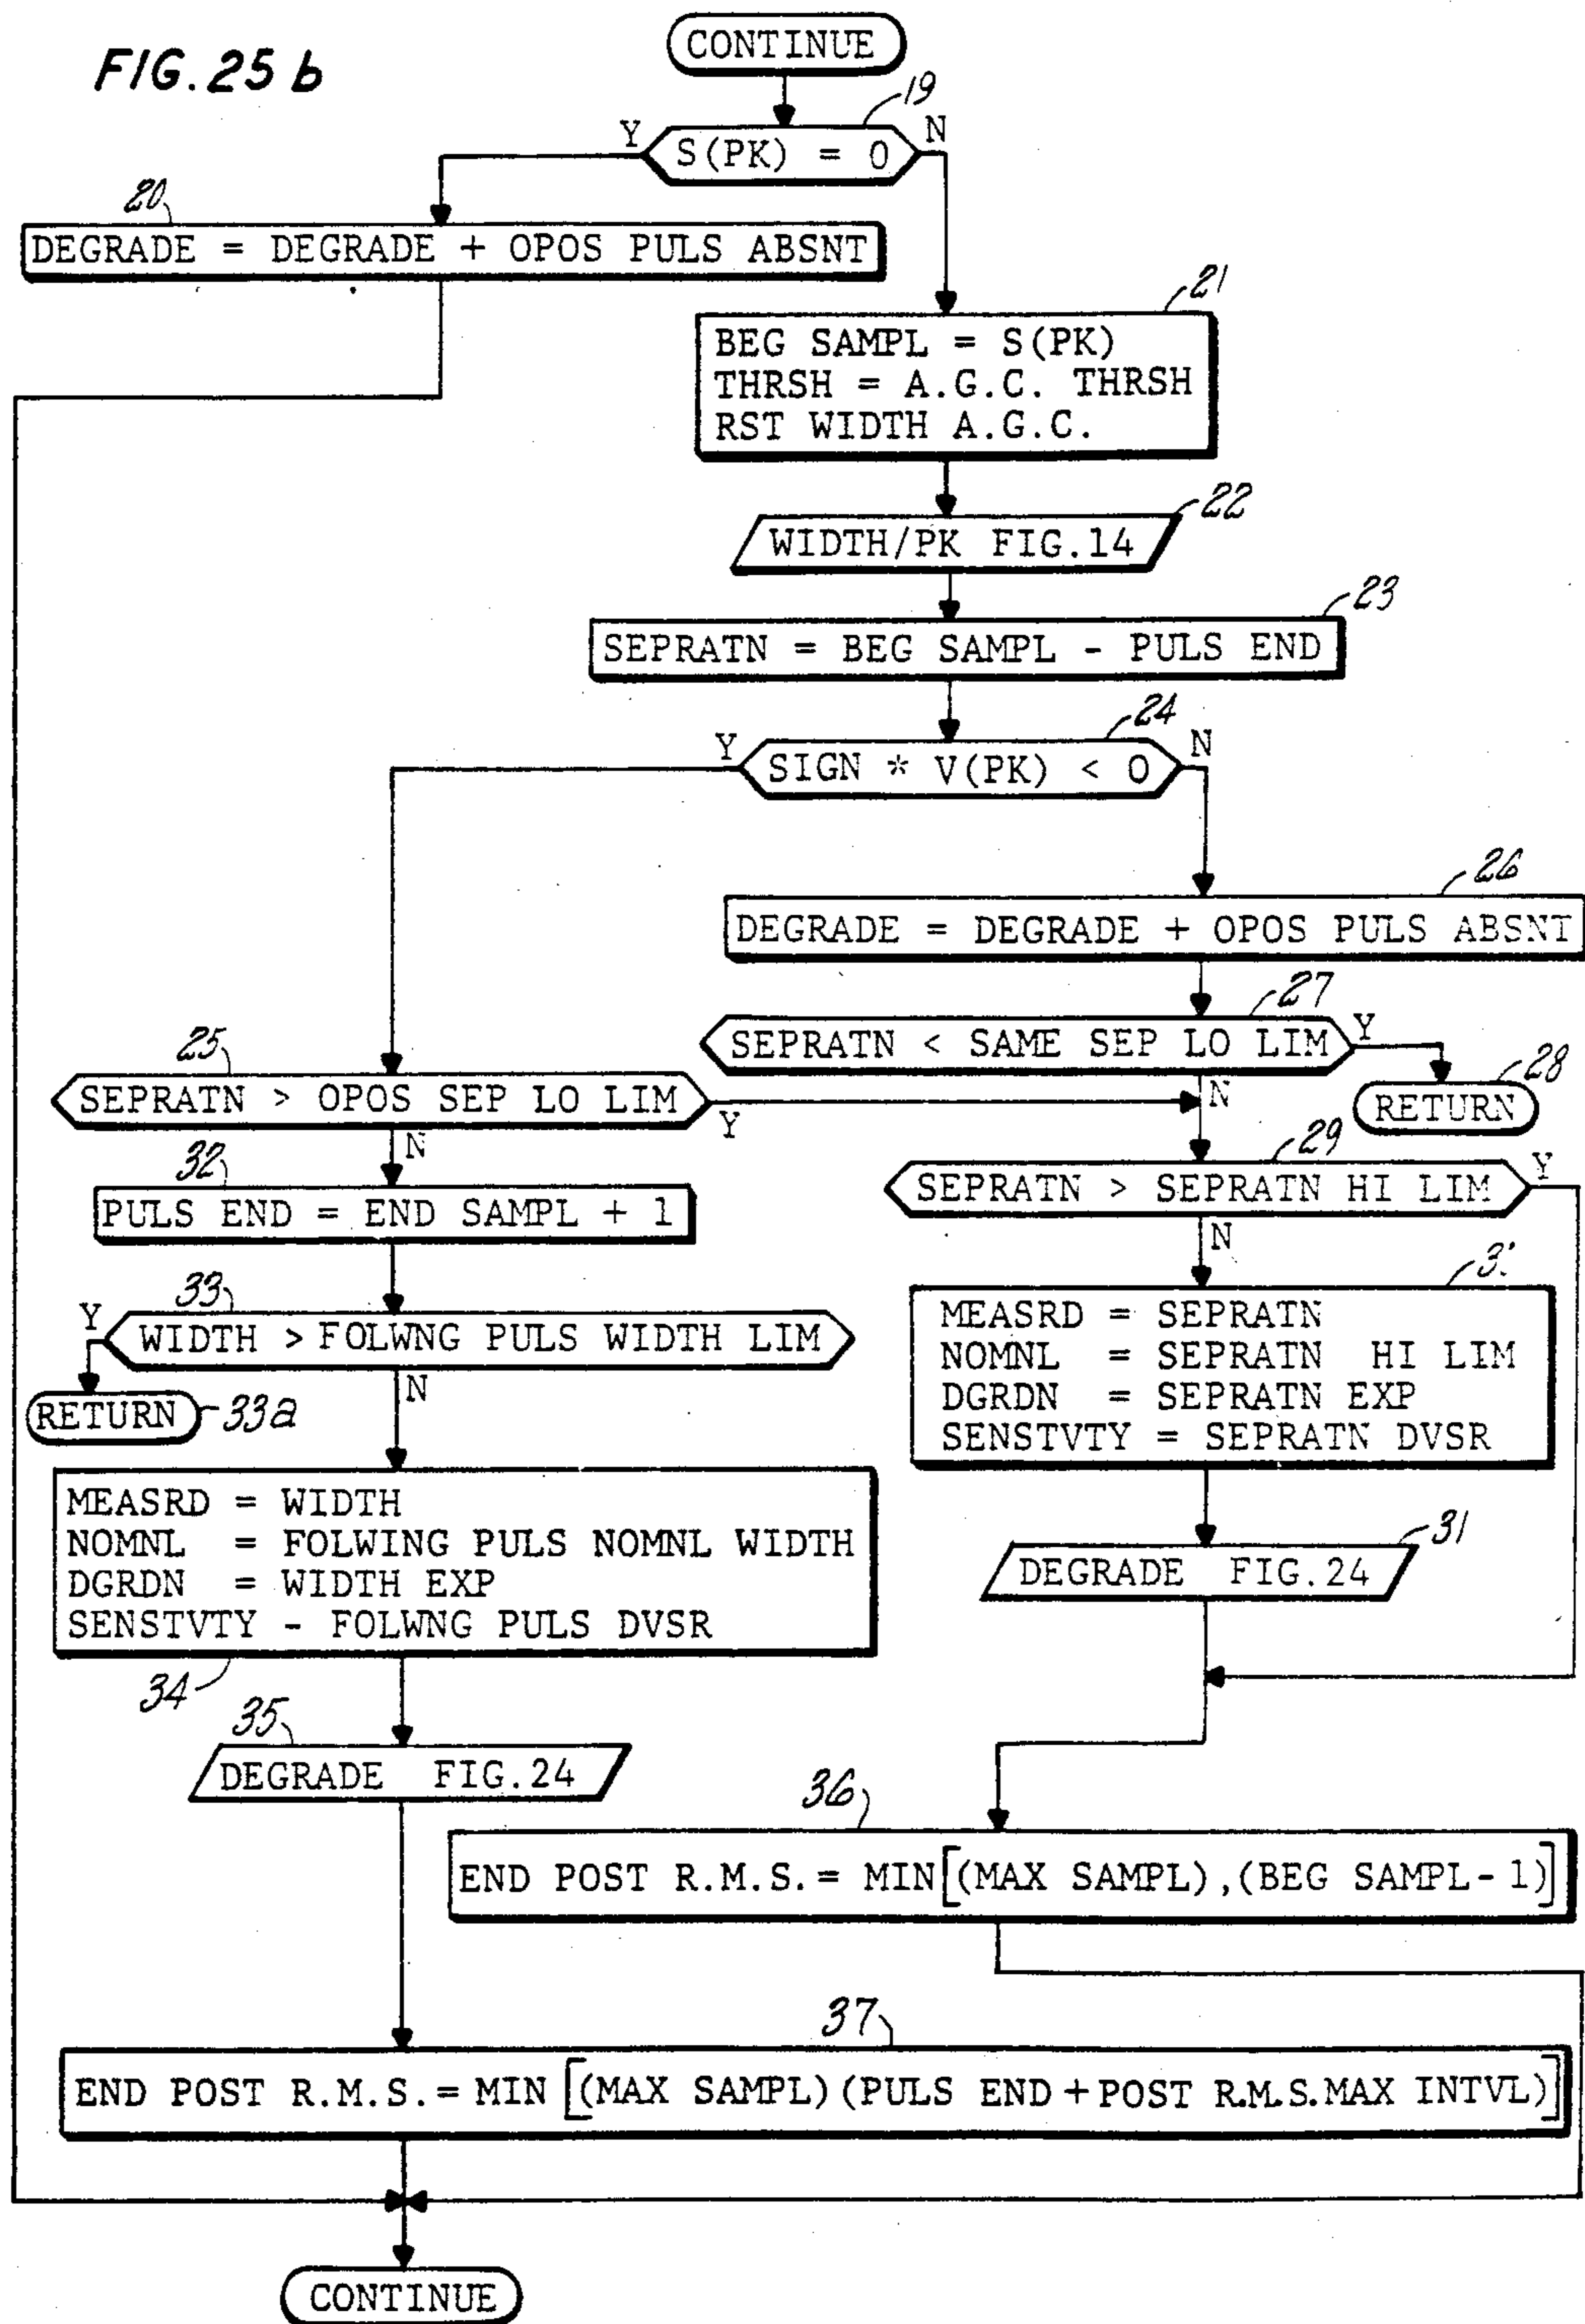 FIG. 25 b
CONTINUE
19
Y
S(PK) = 0
N
20
DEGRADE = DEGRADE + OPOS PULS ABSNT
21
BEG SAMPL = S(PK)
THRSH = A.G.C. THRSH
RST WIDTH A.G.C.
22
WIDTH/PK FIG.14
23
SEPRATN = BEG SAMPL - PULS END
24
Y
SIGN * V(PK) < 0
N
26
DEGRADE = DEGRADE + OPOS PULS ABSNT
27
SEPRATN < SAME SEP LO LIM
Y
N
28
RETURN
25
SEPRATN > OPOS SEP LO LIM
Y
N
29
SEPRATN > SEPRATN HI LIM
Y
N
32
PULS END = END SAMPL + 1
33
Y
WIDTH > FOLWNG PULS WIDTH LIM
N
RETURN
33a
MEASRD = SEPRATN
NOMNL = SEPRATN HI LIM
DGRDN = SEPRATN EXP
SENSTVTY = SEPRATN DVSR
31
DEGRADE FIG.24
MEASRD = WIDTH
NOMNL = FOLWING PULS NOMNL WIDTH
DGRDN = WIDTH EXP
SENSTVTY - FOLWNG PULS DVSR
34
35
DEGRADE FIG.24
36
END POST R.M.S. = MIN[(MAX SAMPL),(BEG SAMPL-1)]
37
END POST R.M.S. = MIN [(MAX SAMPL)(PULS END + POST R.M.S. MAX INTVL)]
CONTINUE